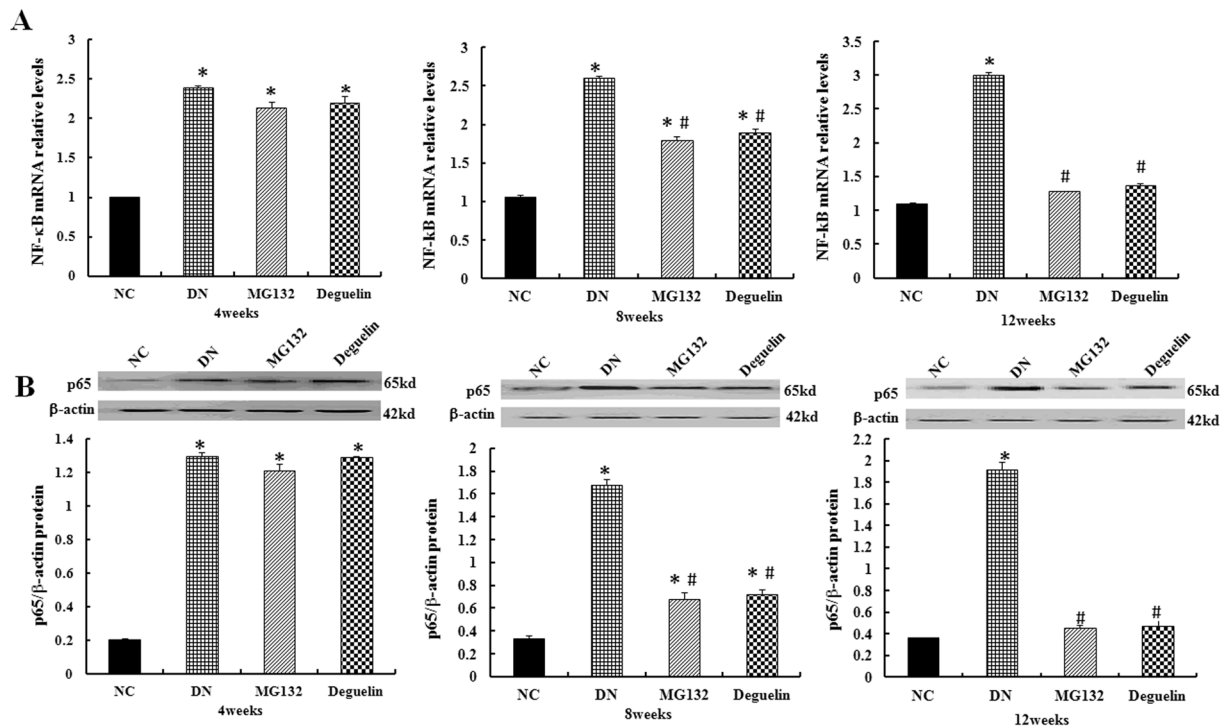 A
NF-κB mRNA relative levels
3
2.5
2
1.5
1
0.5
0
*
*
*
NC DN MG132 Deguelin
4weeks
NF-kB mRNA relative levels
3
2.5
2
1.5
1
0.5
0
*
* #
* #
NC DN MG132 Deguelin
8weeks
NF-kB mRNA relative levels
3.5
3
2.5
2
1.5
1
0.5
0
*
#
#
NC DN MG132 Deguelin
12weeks
B
NC DN MG132 Deguelin
p65 65kd
β-actin 42kd
p65/β-actin protein
1.4
1.2
1
0.8
0.6
0.4
0.2
0
*
*
*
NC DN MG132 Deguelin
4weeks
NC DN MG132 Deguelin
p65 65kd
β-actin 42kd
p65/β-actin protein
2
1.8
1.6
1.4
1.2
1
0.8
0.6
0.4
0.2
0
*
* #
* #
NC DN MG132 Deguelin
8weeks
NC DN MG132 Deguelin
p65 65kd
β-actin 42kd
p65/β-actin protein
2.2
2
1.8
1.6
1.4
1.2
2
0.8
0.6
0.4
0.2
0
*
#
#
NC DN MG132 Deguelin
12weeks